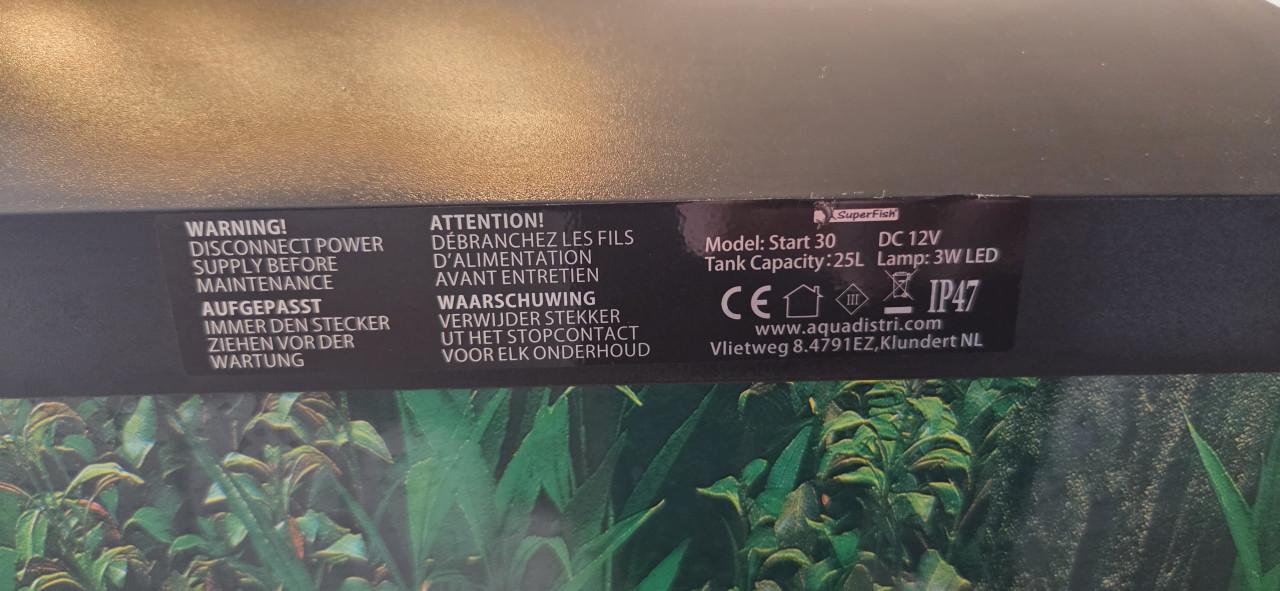 WARNING!
DISCONNECT POWER
SUPPLY BEFORE
MAINTENANCE
AUFGEPASST
IMMER DEN STECKER
ZIEHEN VOR DER
WARTUNG
ATTENTION!
DÉBRANCHEZ LES FILS
D'ALIMENTATION
AVANT ENTRETIEN
WAARSCHUWING
VERWIJDER STEKKER
UT HET STOPCONTACT
VOOR ELK ONDERHOUD
SuperFish
Model: Start 30 DC 12V
Tank Capacity: 25L Lamp: 3W LED
CE III IP47
www.aquadistri.com
Vlietweg 8.4791EZ,Klundert NL